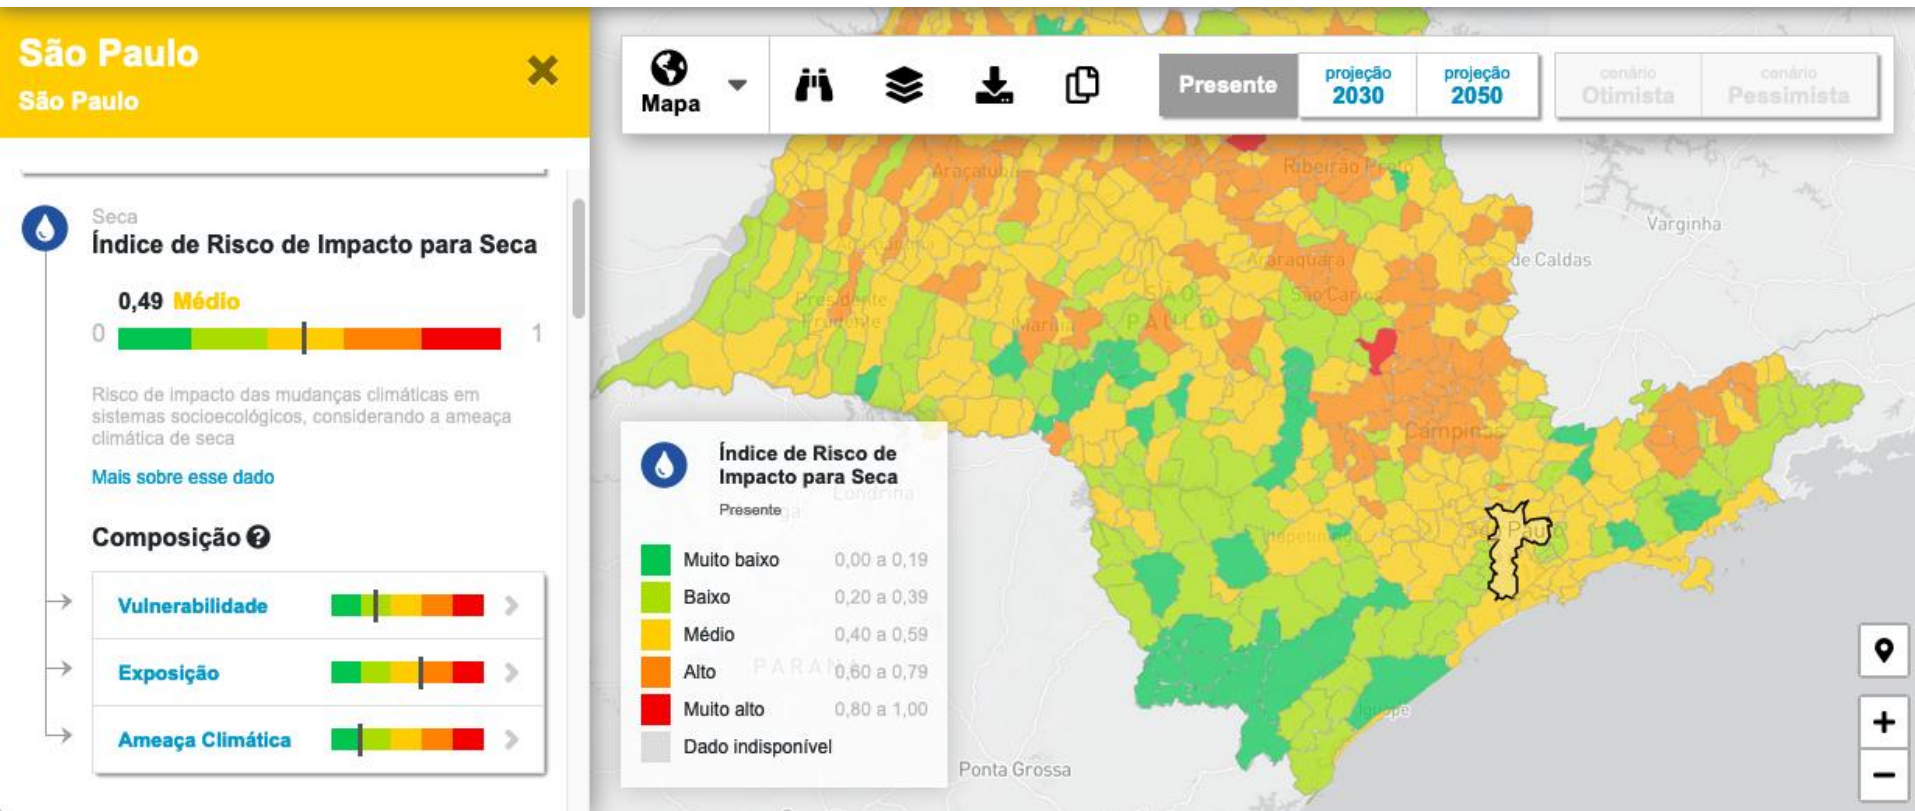 São Paulo
São Paulo
Seca
Índice de Risco de Impacto para Seca
0,49 Médio
0
1
Risco de impacto das mudanças climáticas em
sistemas socioecológicos, considerando a ameaça
climática de seca
Mais sobre esse dado
Composição ?
Vulnerabilidade
Exposição
Ameaça Climática
Mapa
Presente
projeção
2030
projeção
2050
cenário
Otimista
cenário
Pessimista
Araçatuba
Ribeirão Preto
Varginha
Araraquara
Poços de Caldas
Presidente
Prudente
São Carlos
SÃO
PAULO
Marília
Campinas
São Paulo
Itapetininga
Iguape
Londrina
PARANÁ
Ponta Grossa
Índice de Risco de
Impacto para Seca
Presente
Muito baixo 0,00 a 0,19
Baixo 0,20 a 0,39
Médio 0,40 a 0,59
Alto 0,60 a 0,79
Muito alto 0,80 a 1,00
Dado indisponível
+
−